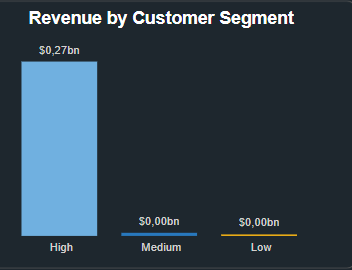 Revenue by Customer Segment
$0,27bn
$0,00bn
$0,00bn
High
Medium
Low